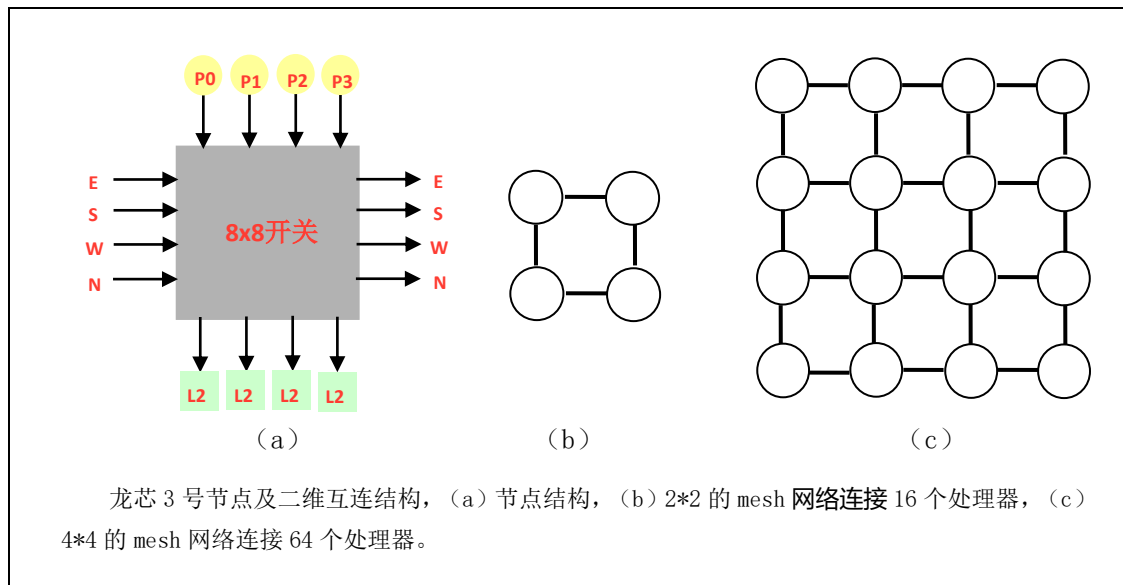 P0 P1 P2 P3
E E
S S
8x8开关
W W
N N
L2 L2 L2 L2
（a） （b） （c）
龙芯 3 号节点及二维互连结构，（a）节点结构，（b）2*2 的 mesh 网络连接 16 个处理器，（c）
4*4 的 mesh 网络连接 64 个处理器。